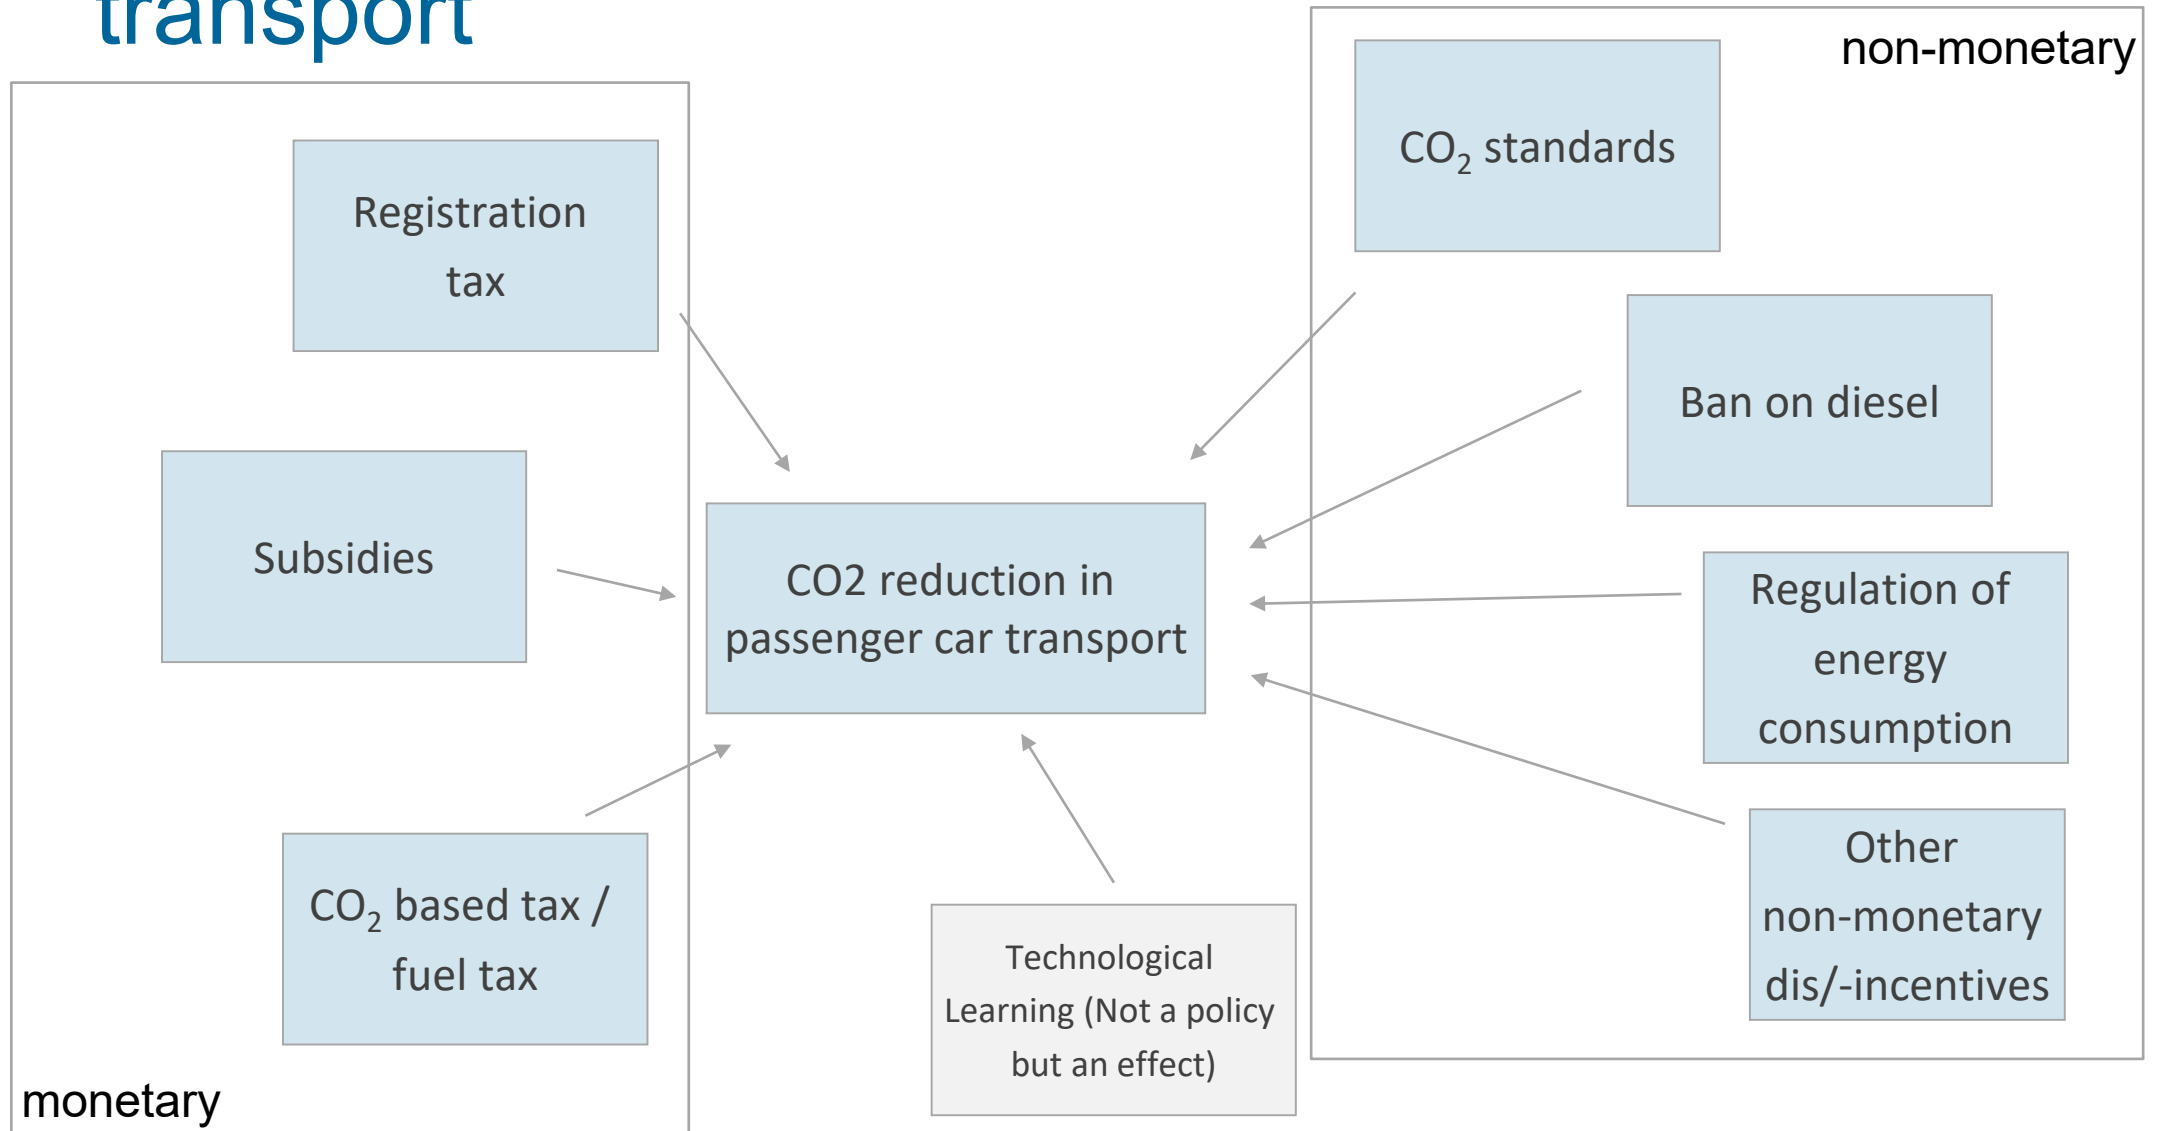 transport
non-monetary
CO₂ standards
Registration
tax
Ban on diesel
Subsidies
CO2 reduction in
passenger car transport
Regulation of
energy
consumption
CO₂ based tax /
fuel tax
Technological
Learning (Not a policy
but an effect)
Other
non-monetary
dis/-incentives
monetary